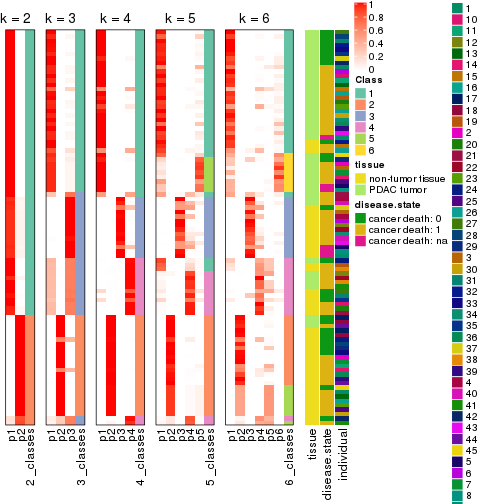 k = 2
k = 3
k = 4
k = 5
k = 6
p1
p2
2_classes
p1
p2
p3
3_classes
p1
p2
p3
p4
4_classes
p1
p2
p3
p4
p5
5_classes
p1
p2
p3
p4
p5
p6
6_classes
tissue
disease.state
individual
1
0.8
0.6
0.4
0.2
0
Class
1
2
3
4
5
6
tissue
non-tumor tissue
PDAC tumor
disease.state
cancer death: 0
cancer death: 1
cancer death: na
1
10
11
12
13
14
15
16
17
18
19
2
20
21
22
23
24
25
26
27
28
29
3
30
31
32
33
34
35
36
37
38
39
4
40
41
42
43
44
45
5
6
7
8